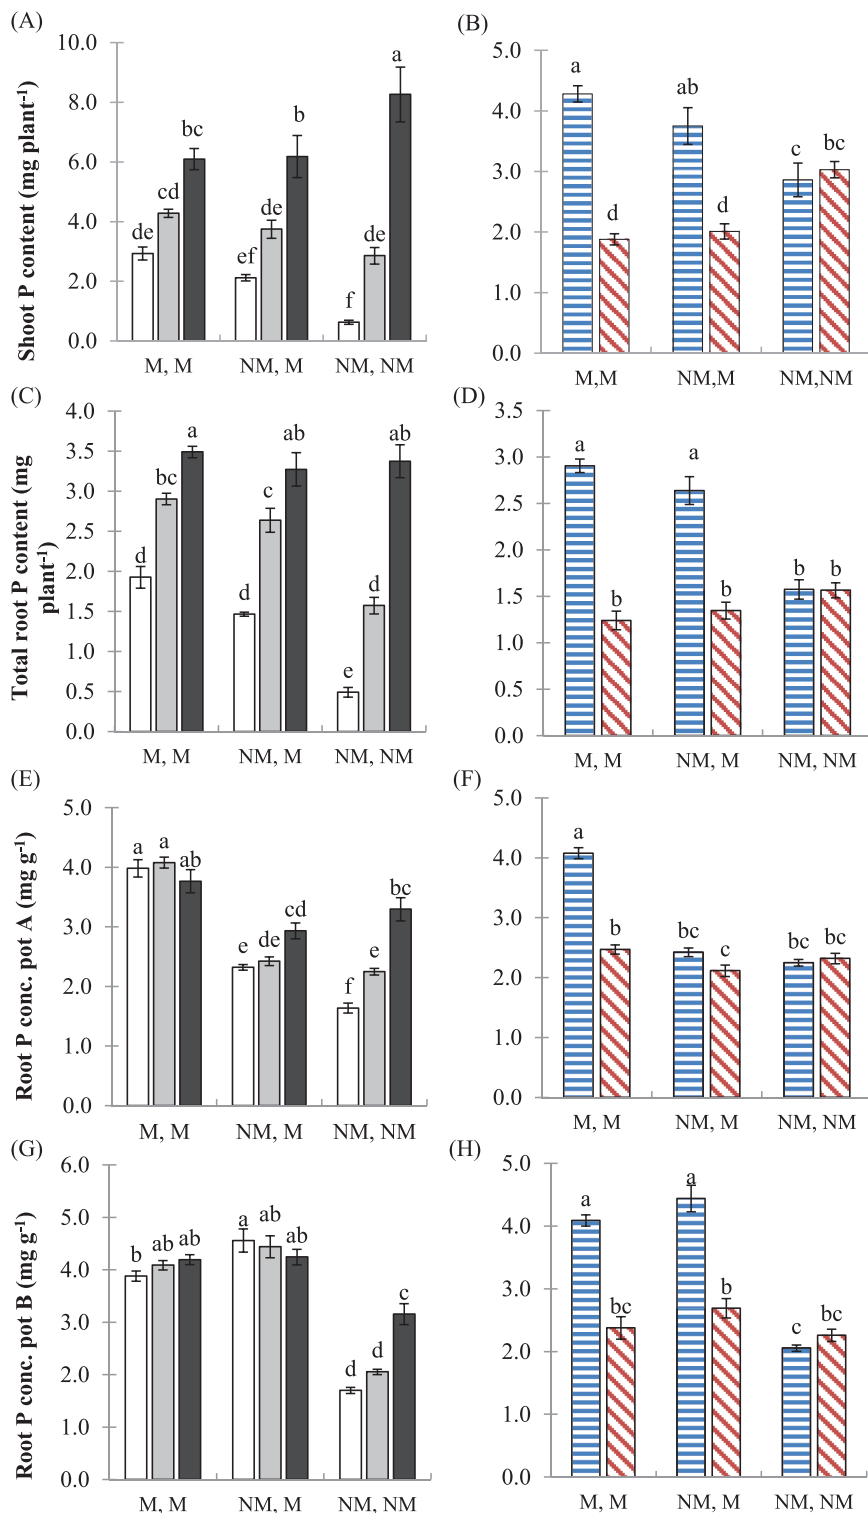 (A)
Shoot P content (mg plant⁻¹)
10.0
8.0
6.0
4.0
2.0
0.0
de
cd
bc
ef
de
b
f
de
a
M, M
NM, M
NM, NM
(B)
5.0
4.0
3.0
2.0
1.0
0.0
a
d
ab
d
c
bc
M,M
NM,M
NM,NM
(C)
Total root P content (mg
plant⁻¹)
4.0
3.5
3.0
2.5
2.0
1.5
1.0
0.5
0.0
d
bc
a
d
c
ab
e
d
ab
M, M
NM, M
NM, NM
(D)
3.5
3.0
2.5
2.0
1.5
1.0
0.5
0.0
a
b
a
b
b
b
M, M
NM, M
NM, NM
(E)
Root P conc. pot A (mg g⁻¹)
5.0
4.0
3.0
2.0
1.0
0.0
a
a
ab
e
de
cd
f
e
bc
M, M
NM, M
NM, NM
(F)
5.0
4.0
3.0
2.0
1.0
0.0
a
b
bc
c
bc
bc
M, M
NM, M
NM, NM
(G)
Root P conc. pot B (mg g⁻¹)
6.0
5.0
4.0
3.0
2.0
1.0
0.0
b
ab
ab
a
ab
ab
d
d
c
M, M
NM, M
NM, NM
(H)
5.0
4.0
3.0
2.0
1.0
0.0
a
bc
a
b
c
bc
M, M
NM, M
NM, NM